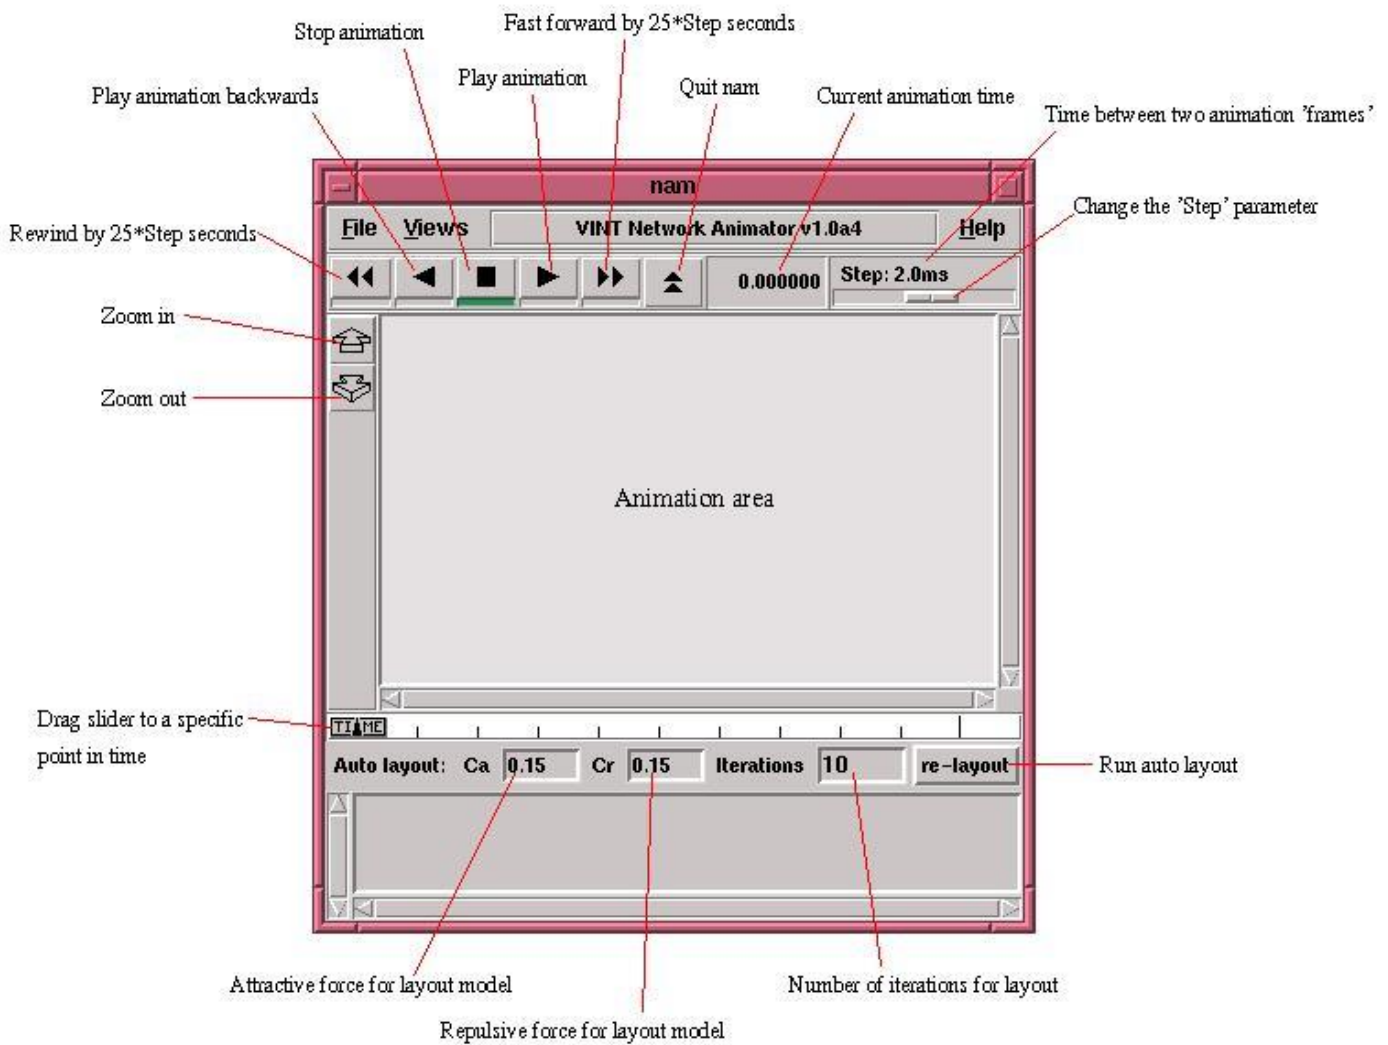 Fast forward by 25*Step seconds
Stop animation
Play animation
Quit nam
Play animation backwards
Current animation time
Time between two animation 'frames'
nam
Change the 'Step' parameter
File Views VINT Network Animator v1.0a4 Help
Rewind by 25*Step seconds
0.000000 Step: 2.0ms
Zoom in
Zoom out
Animation area
Drag slider to a specific
point in time
TIME
Auto layout: Ca 0.15 Cr 0.15 Iterations 10 re-layout
Run auto layout
Attractive force for layout model
Number of iterations for layout
Repulsive force for layout model